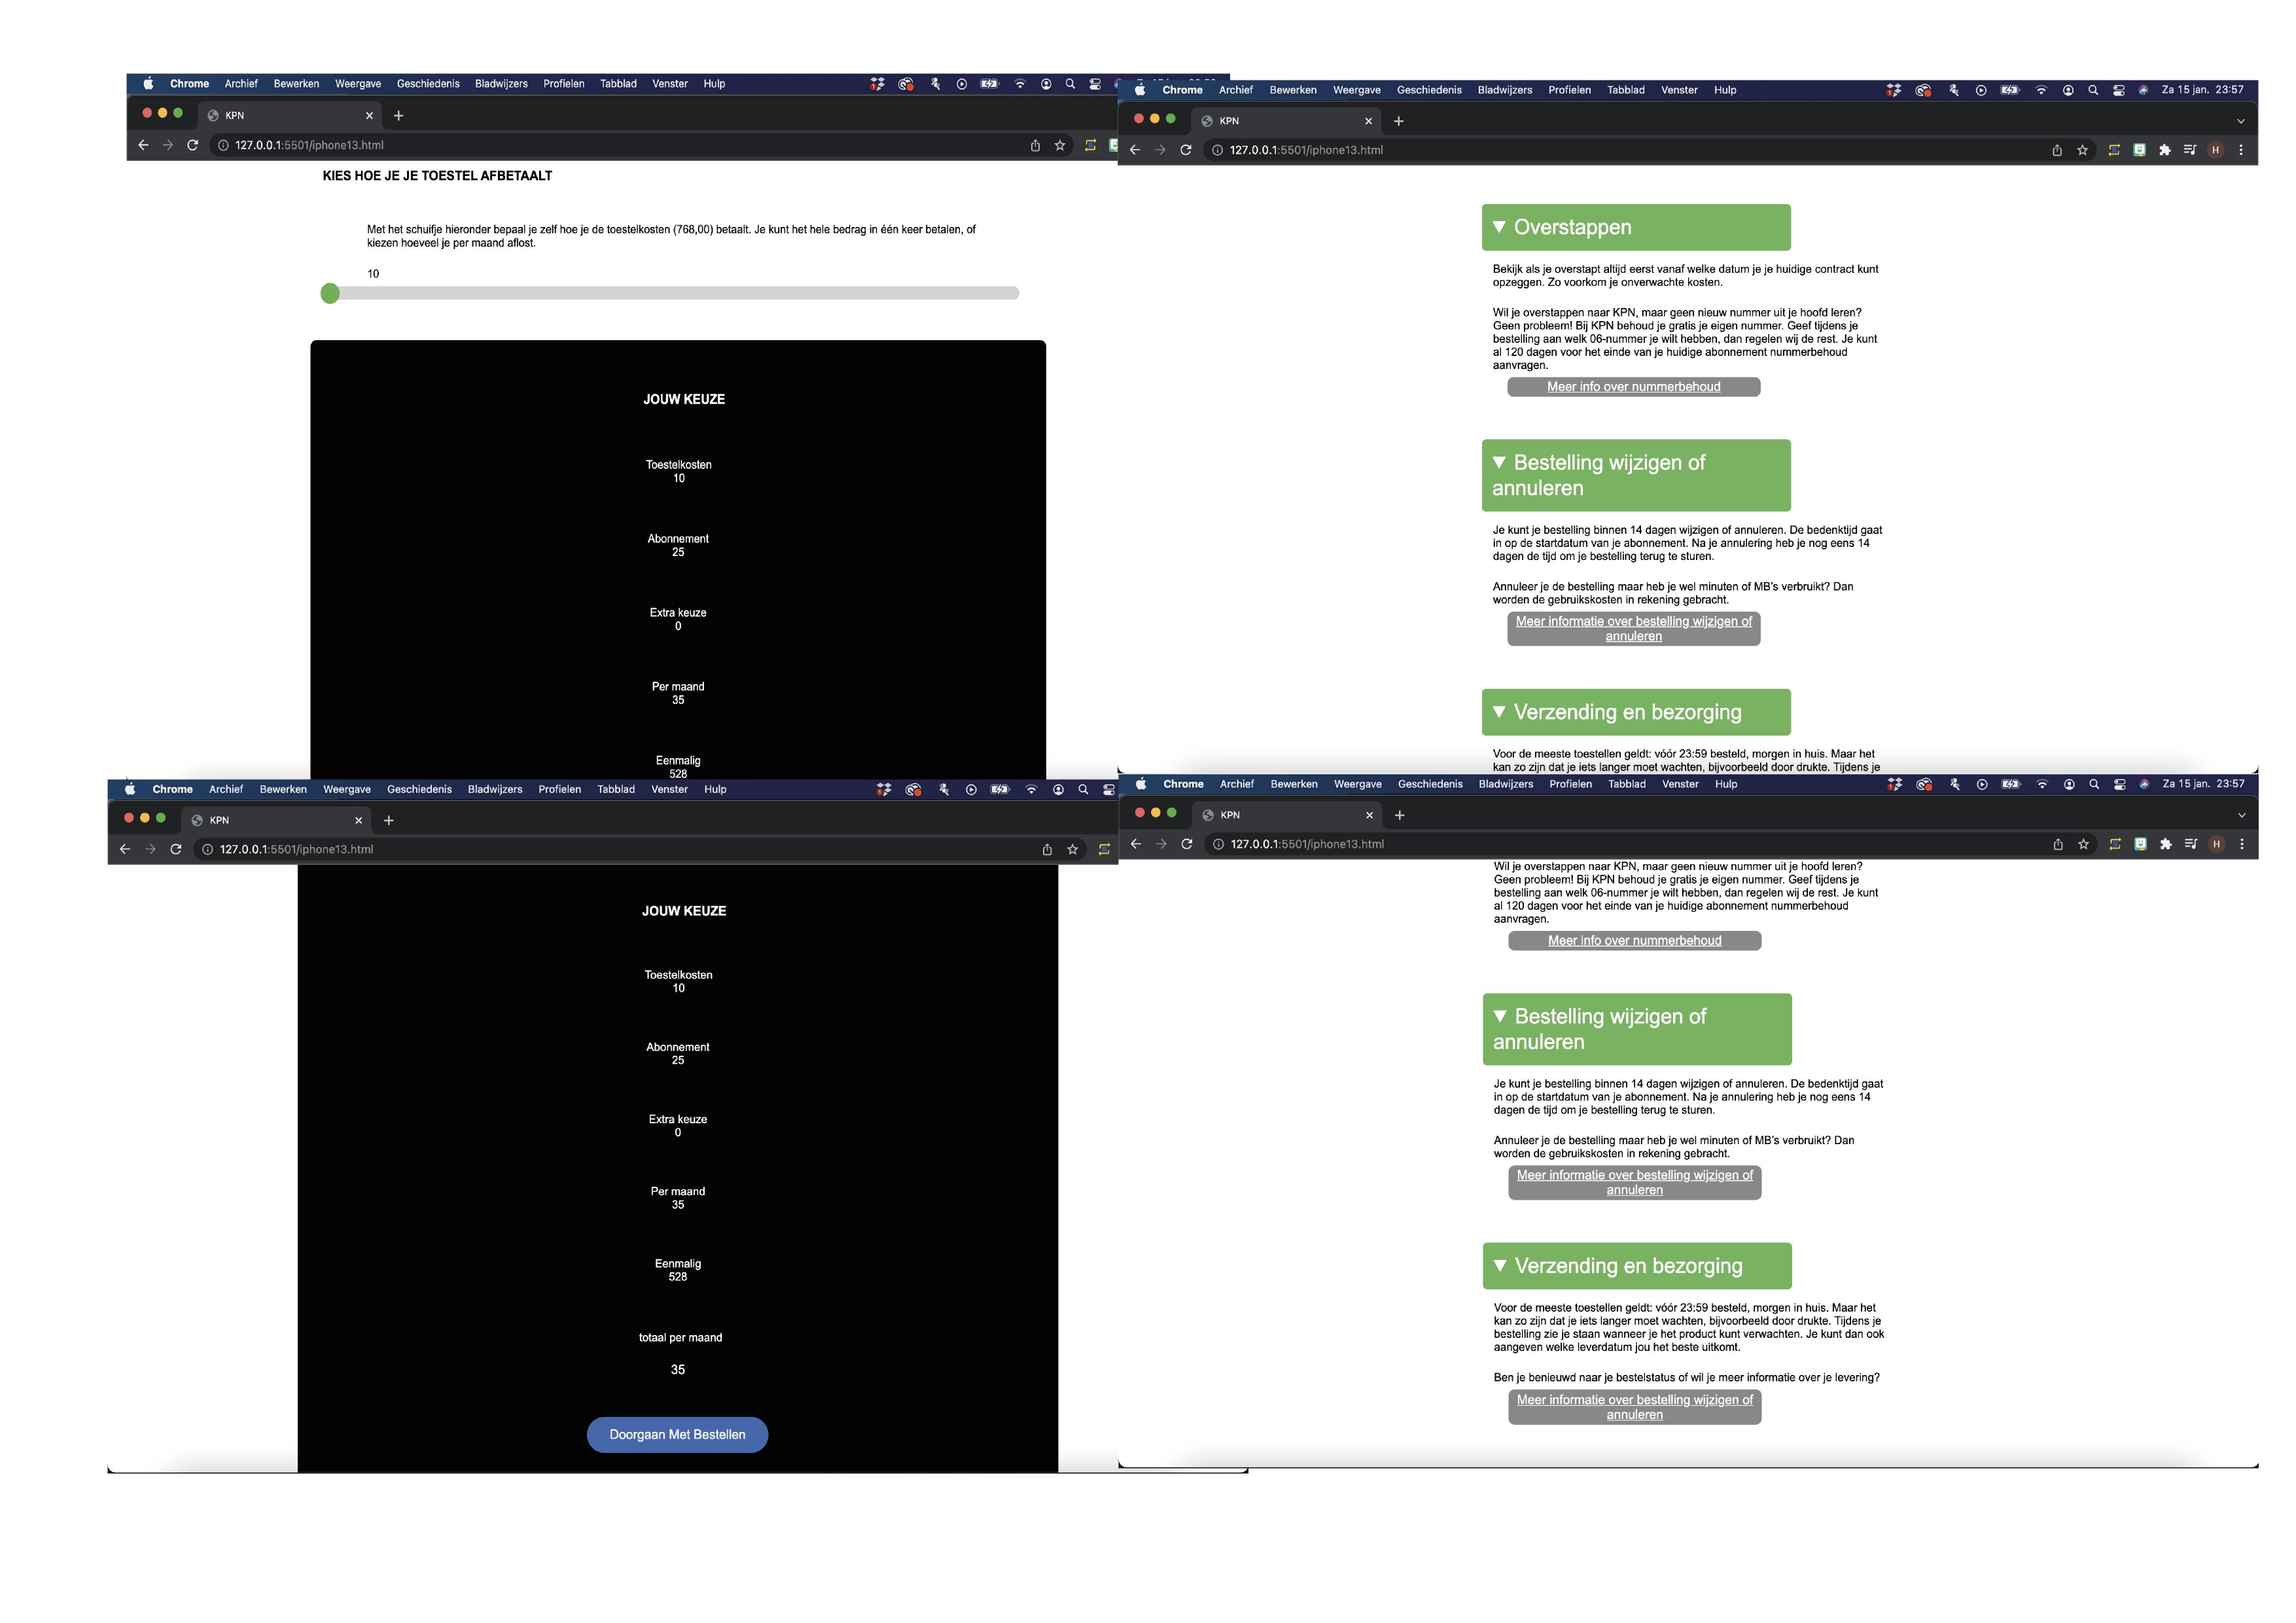 Chrome Archief Bewerken Weergave Geschiedenis Bladwijzers Profielen Tabblad Venster Hulp
KPN
127.0.0.1:5501/iphone13.html
KIES HOE JE JE TOESTEL AFBETAALT
Met het schuifje hieronder bepaal je zelf hoe je de toestelkosten (768,00) betaalt. Je kunt het hele bedrag in één keer betalen, of
kiezen hoeveel je per maand aflost.
10
JOUW KEUZE
Toestelkosten
10
Abonnement
25
Extra keuze
0
Per maand
35
Eenmalig
528
Chrome Archief Bewerken Weergave Geschiedenis Bladwijzers Profielen Tabblad Venster Hulp Za 15 jan. 23:57
KPN
127.0.0.1:5501/iphone13.html
H
Overstappen
Bekijk als je overstapt altijd eerst vanaf welke datum je je huidige contract kunt
opzeggen. Zo voorkom je onverwachte kosten.
Wil je overstappen naar KPN, maar geen nieuw nummer uit je hoofd leren?
Geen probleem! Bij KPN behoud je gratis je eigen nummer. Geef tijdens je
bestelling aan welk 06-nummer je wilt hebben, dan regelen wij de rest. Je kunt
al 120 dagen voor het einde van je huidige abonnement nummerbehoud
aanvragen.
Meer info over nummerbehoud
Bestelling wijzigen of
annuleren
Je kunt je bestelling binnen 14 dagen wijzigen of annuleren. De bedenktijd gaat
in op de startdatum van je abonnement. Na je annulering heb je nog eens 14
dagen de tijd om je bestelling terug te sturen.
Annuleer je de bestelling maar heb je wel minuten of MB's verbruikt? Dan
worden de gebruikskosten in rekening gebracht.
Meer informatie over bestelling wijzigen of
annuleren
Verzending en bezorging
Voor de meeste toestellen geldt: vóór 23:59 besteld, morgen in huis. Maar het
kan zo zijn dat je iets langer moet wachten, bijvoorbeeld door drukte. Tijdens je
Chrome Archief Bewerken Weergave Geschiedenis Bladwijzers Profielen Tabblad Venster Hulp
KPN
127.0.0.1:5501/iphone13.html
JOUW KEUZE
Toestelkosten
10
Abonnement
25
Extra keuze
0
Per maand
35
Eenmalig
528
totaal per maand
35
Doorgaan Met Bestellen
Chrome Archief Bewerken Weergave Geschiedenis Bladwijzers Profielen Tabblad Venster Hulp Za 15 jan. 23:57
KPN
127.0.0.1:5501/iphone13.html
H
Wil je overstappen naar KPN, maar geen nieuw nummer uit je hoofd leren?
Geen probleem! Bij KPN behoud je gratis je eigen nummer. Geef tijdens je
bestelling aan welk 06-nummer je wilt hebben, dan regelen wij de rest. Je kunt
al 120 dagen voor het einde van je huidige abonnement nummerbehoud
aanvragen.
Meer info over nummerbehoud
Bestelling wijzigen of
annuleren
Je kunt je bestelling binnen 14 dagen wijzigen of annuleren. De bedenktijd gaat
in op de startdatum van je abonnement. Na je annulering heb je nog eens 14
dagen de tijd om je bestelling terug te sturen.
Annuleer je de bestelling maar heb je wel minuten of MB's verbruikt? Dan
worden de gebruikskosten in rekening gebracht.
Meer informatie over bestelling wijzigen of
annuleren
Verzending en bezorging
Voor de meeste toestellen geldt: vóór 23:59 besteld, morgen in huis. Maar het
kan zo zijn dat je iets langer moet wachten, bijvoorbeeld door drukte. Tijdens je
bestelling zie je staan wanneer je het product kunt verwachten. Je kunt dan ook
aangeven welke leverdatum jou het beste uitkomt.
Ben je benieuwd naar je bestelstatus of wil je meer informatie over je levering?
Meer informatie over bestelling wijzigen of
annuleren